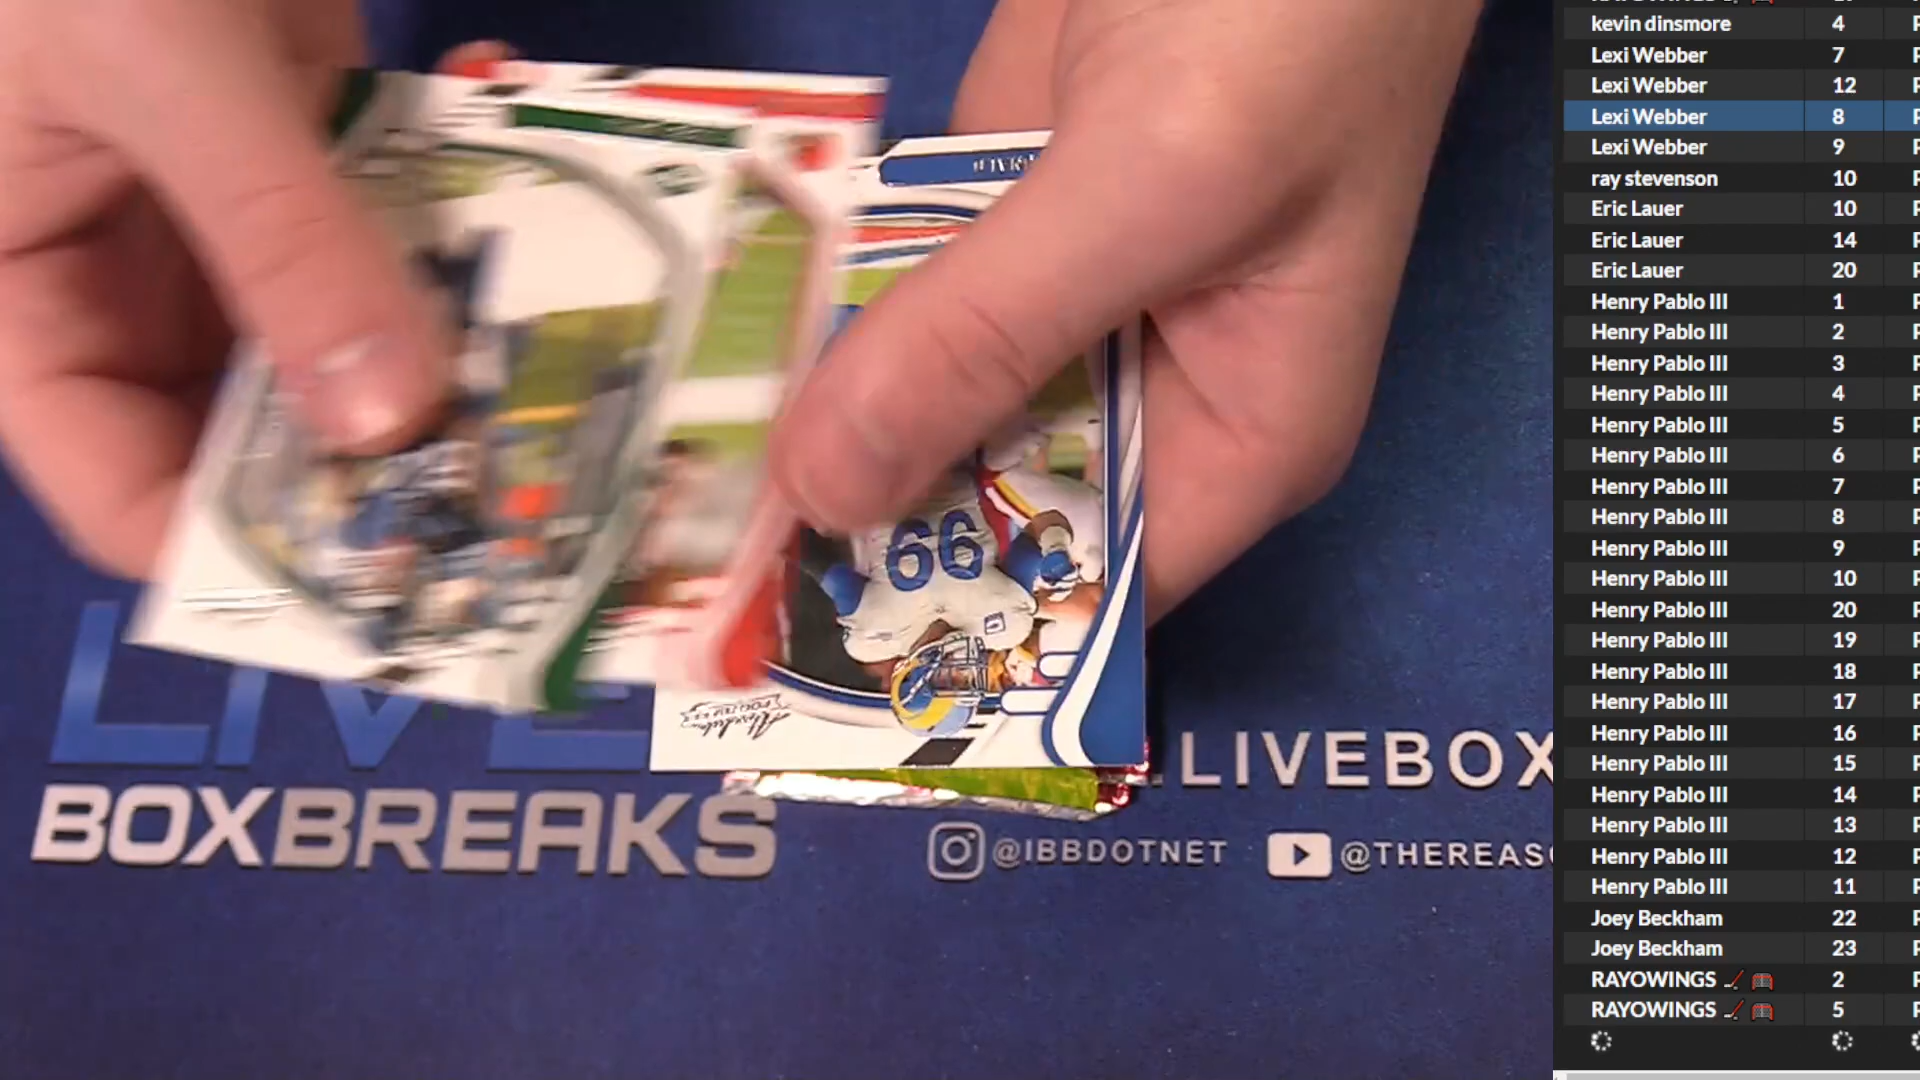 kevin dinsmore 4
Lexi Webber 7
Lexi Webber 12
Lexi Webber 8
Lexi Webber 9
ray stevenson 10
Eric Lauer 10
Eric Lauer 14
Eric Lauer 20
Henry Pablo III 1
Henry Pablo III 2
Henry Pablo III 3
Henry Pablo III 4
Henry Pablo III 5
Henry Pablo III 6
Henry Pablo III 7
Henry Pablo III 8
Henry Pablo III 9
Henry Pablo III 10
Henry Pablo III 20
Henry Pablo III 19
Henry Pablo III 18
Henry Pablo III 17
Henry Pablo III 16
Henry Pablo III 15
Henry Pablo III 14
Henry Pablo III 13
Henry Pablo III 12
Henry Pablo III 11
Joey Beckham 22
Joey Beckham 23
RAYOWINGS 2
RAYOWINGS 5
99
Absolute
FOOTBALL
LIVE
BOXBREAKS
.LIVEBOX
@IBBDOTNET
@THEREAS